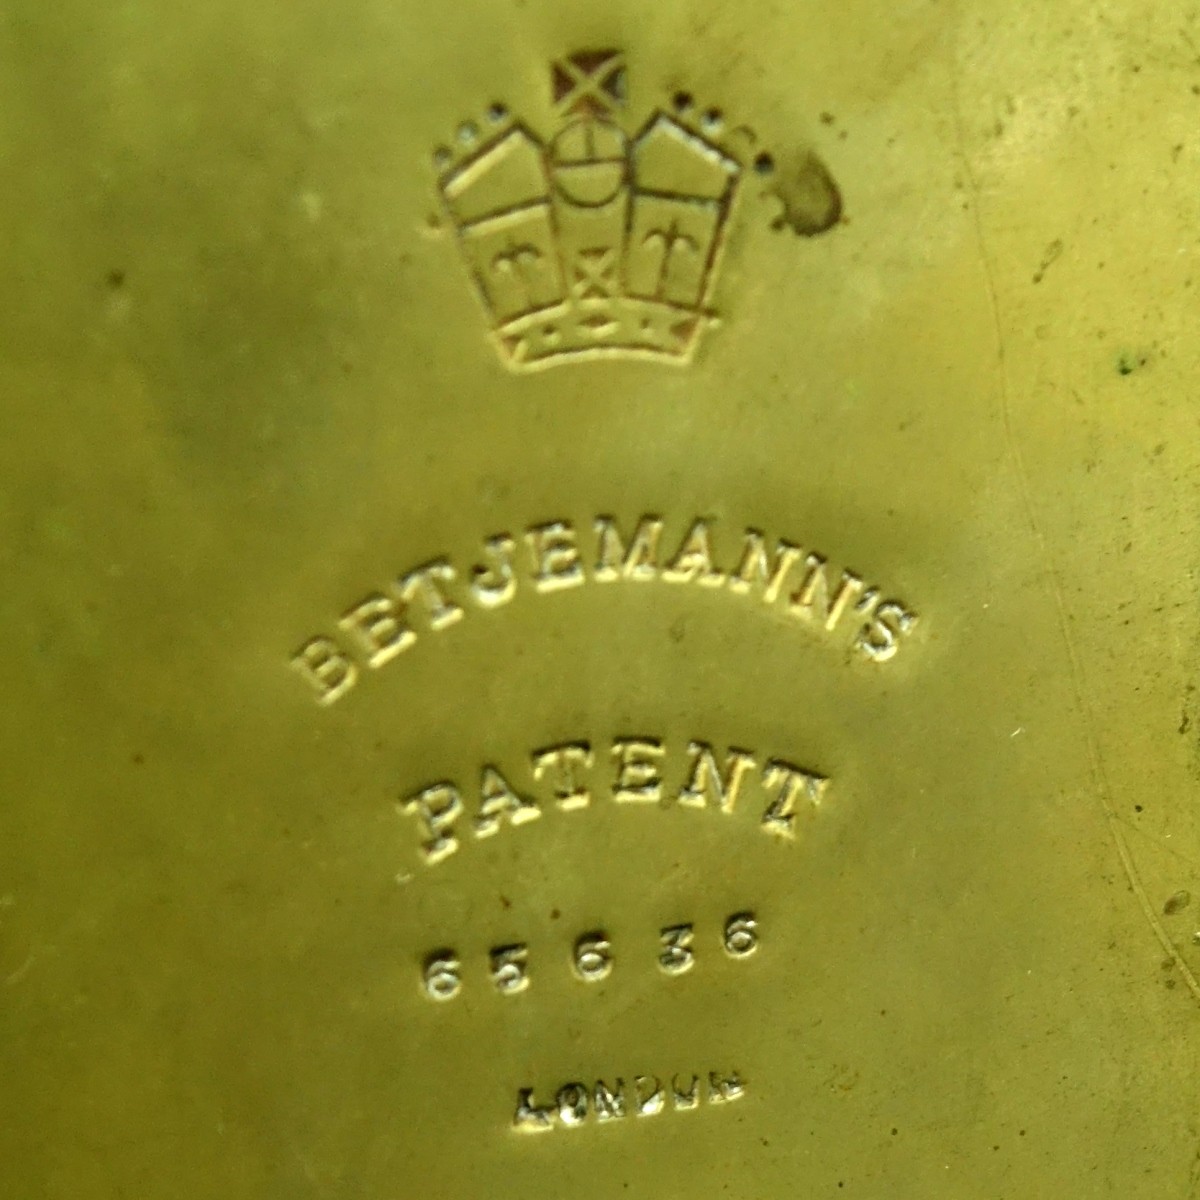 BETJEMANN'S
PATENT
65636
LONDON